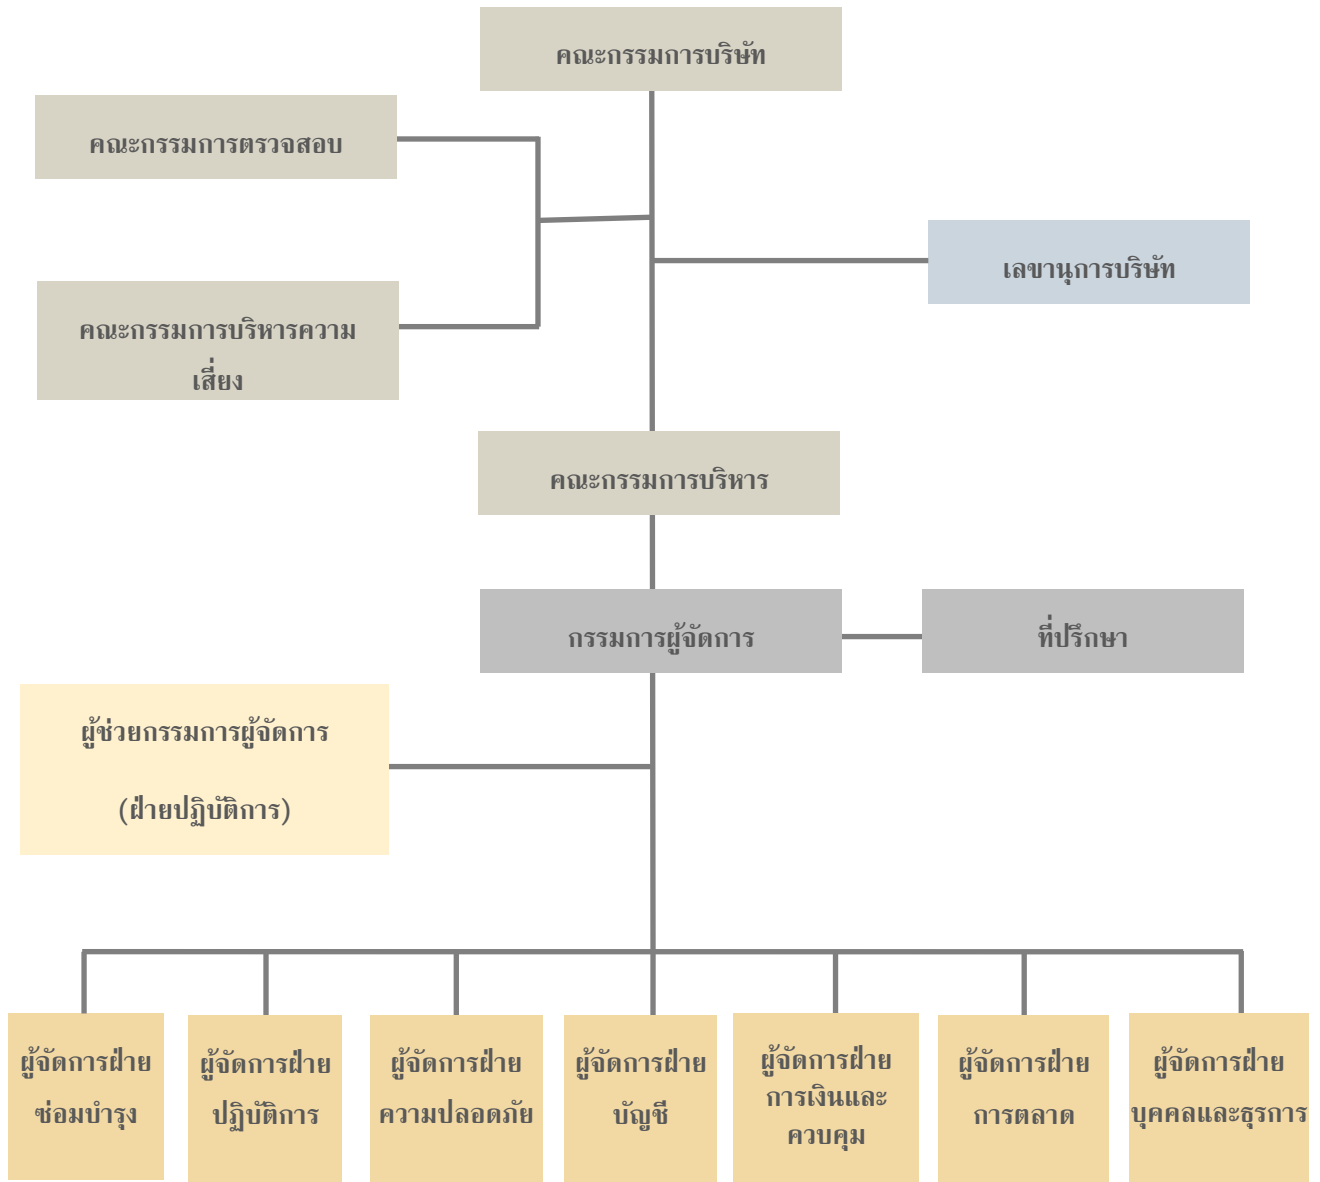 คณะกรรมการบริษัท
คณะกรรมการตรวจสอบ
เลขานุการบริษัท
คณะกรรมการบริหารความ
เสี่ยง
คณะกรรมการบริหาร
กรรมการผู้จัดการ
ที่ปรึกษา
ผู้ช่วยกรรมการผู้จัดการ
(ฝ่ายปฏิบัติการ)
ผู้จัดการฝ่าย
ซ่อมบำรุง
ผู้จัดการฝ่าย
ปฏิบัติการ
ผู้จัดการฝ่าย
ความปลอดภัย
ผู้จัดการฝ่าย
บัญชี
ผู้จัดการฝ่าย
การเงินและ
ควบคุม
ผู้จัดการฝ่าย
การตลาด
ผู้จัดการฝ่าย
บุคคลและธุรการ